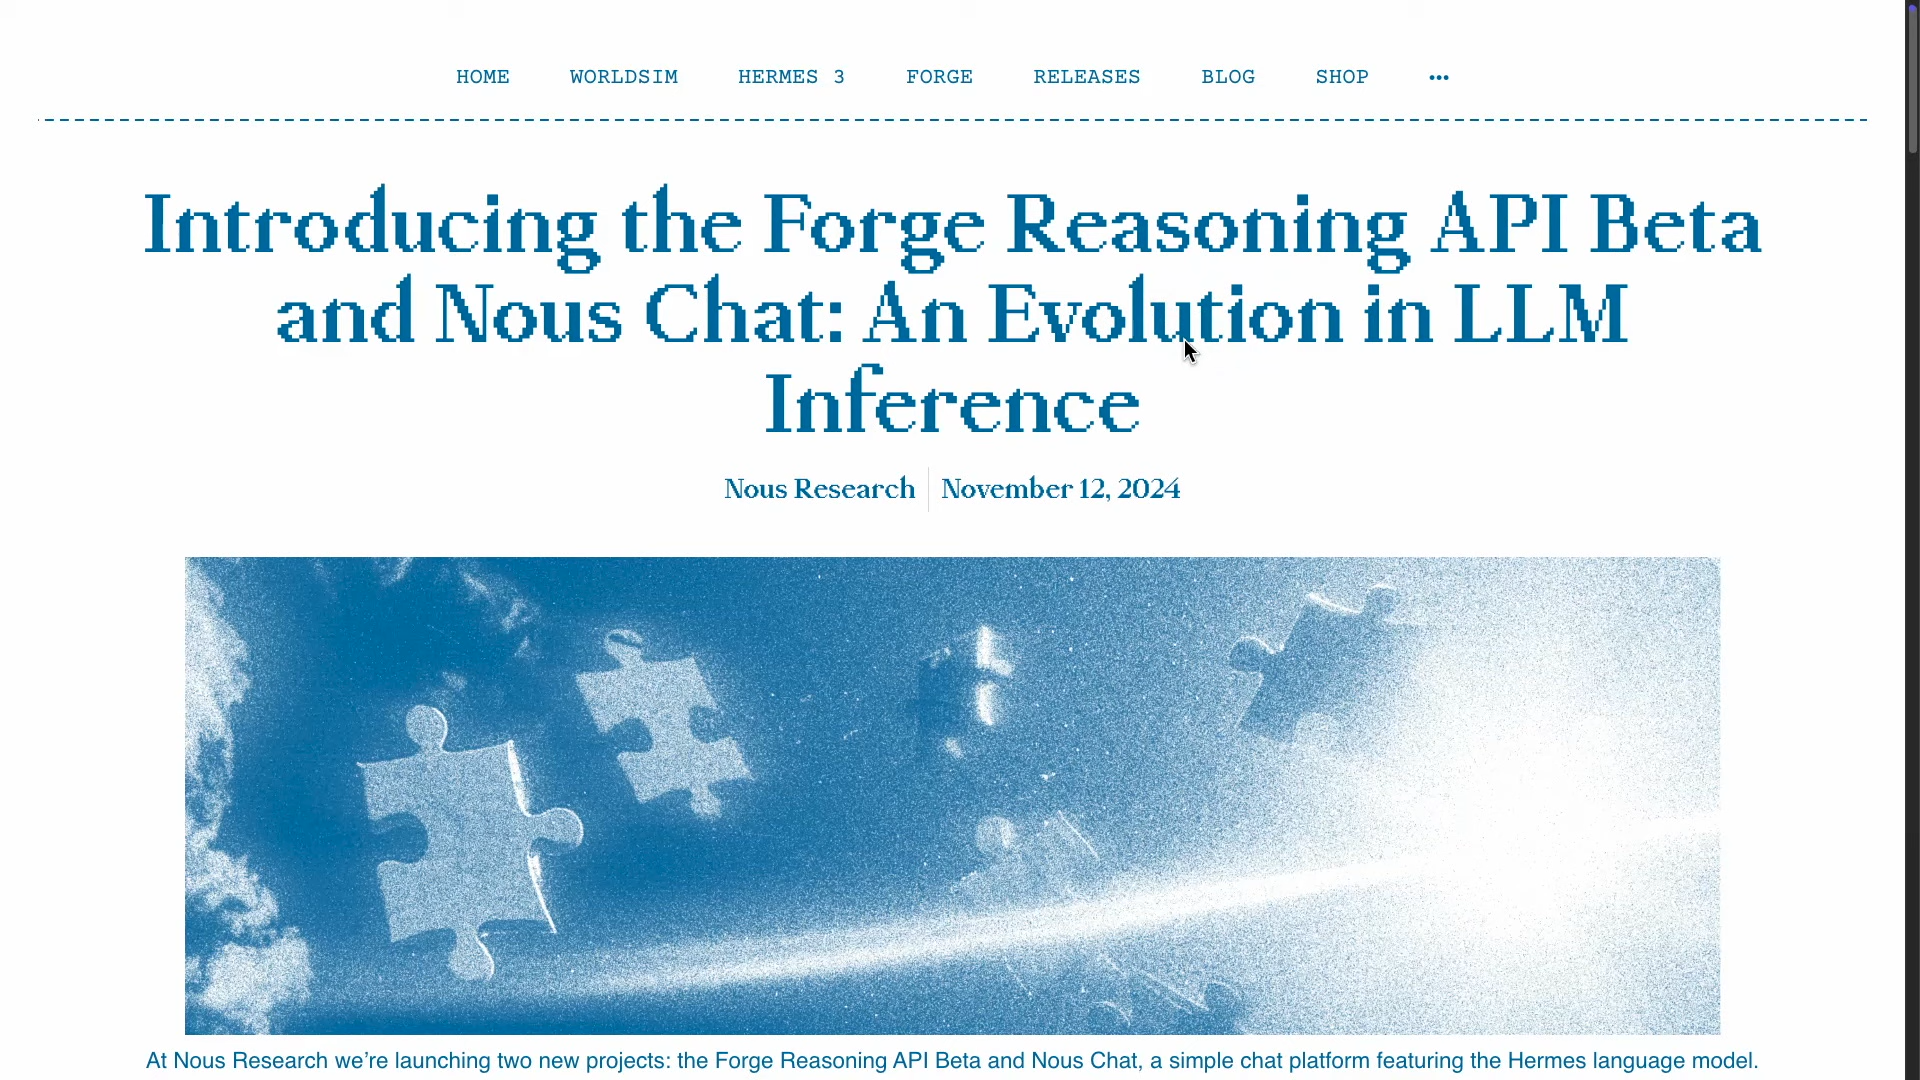 HOME WORLDSIM HERMES 3 FORGE RELEASES BLOG SHOP •••
Introducing the Forge Reasoning API Beta
and Nous Chat: An Evolution in LLM
Inference
Nous Research November 12, 2024
At Nous Research we’re launching two new projects: the Forge Reasoning API Beta and Nous Chat, a simple chat platform featuring the Hermes language model.